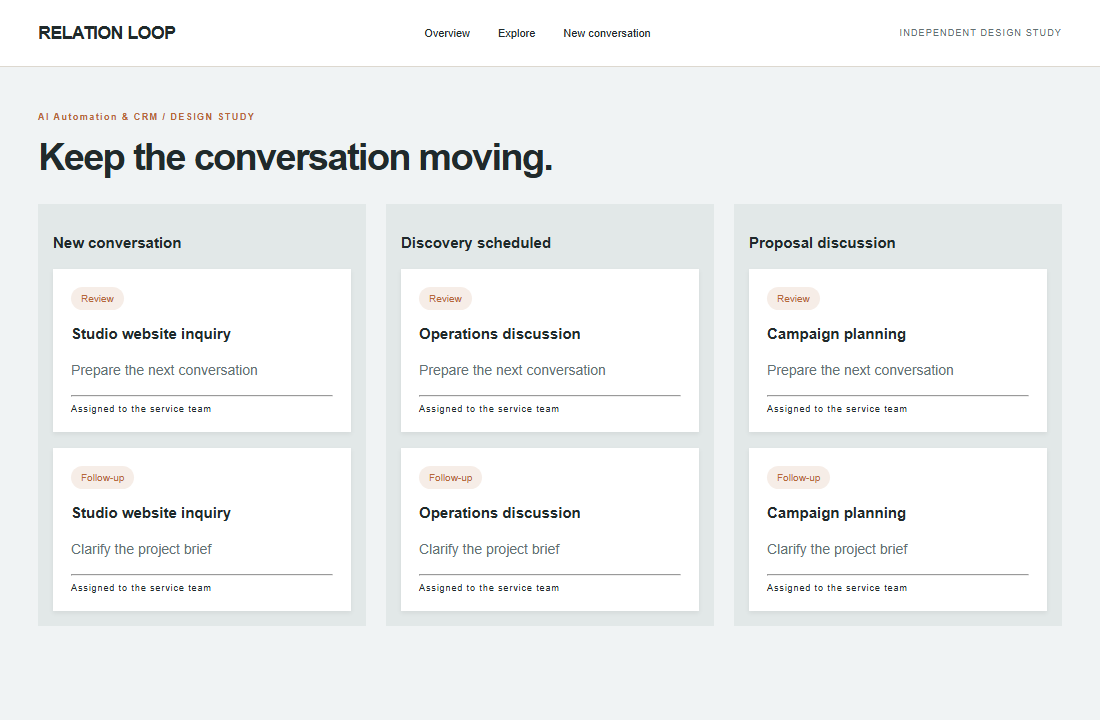 RELATION LOOP
Overview
Explore
New conversation
INDEPENDENT DESIGN STUDY
AI Automation & CRM / DESIGN STUDY
Keep the conversation moving.
New conversation
Review
Studio website inquiry
Prepare the next conversation
Assigned to the service team
Follow-up
Studio website inquiry
Clarify the project brief
Assigned to the service team
Discovery scheduled
Review
Operations discussion
Prepare the next conversation
Assigned to the service team
Follow-up
Operations discussion
Clarify the project brief
Assigned to the service team
Proposal discussion
Review
Campaign planning
Prepare the next conversation
Assigned to the service team
Follow-up
Campaign planning
Clarify the project brief
Assigned to the service team